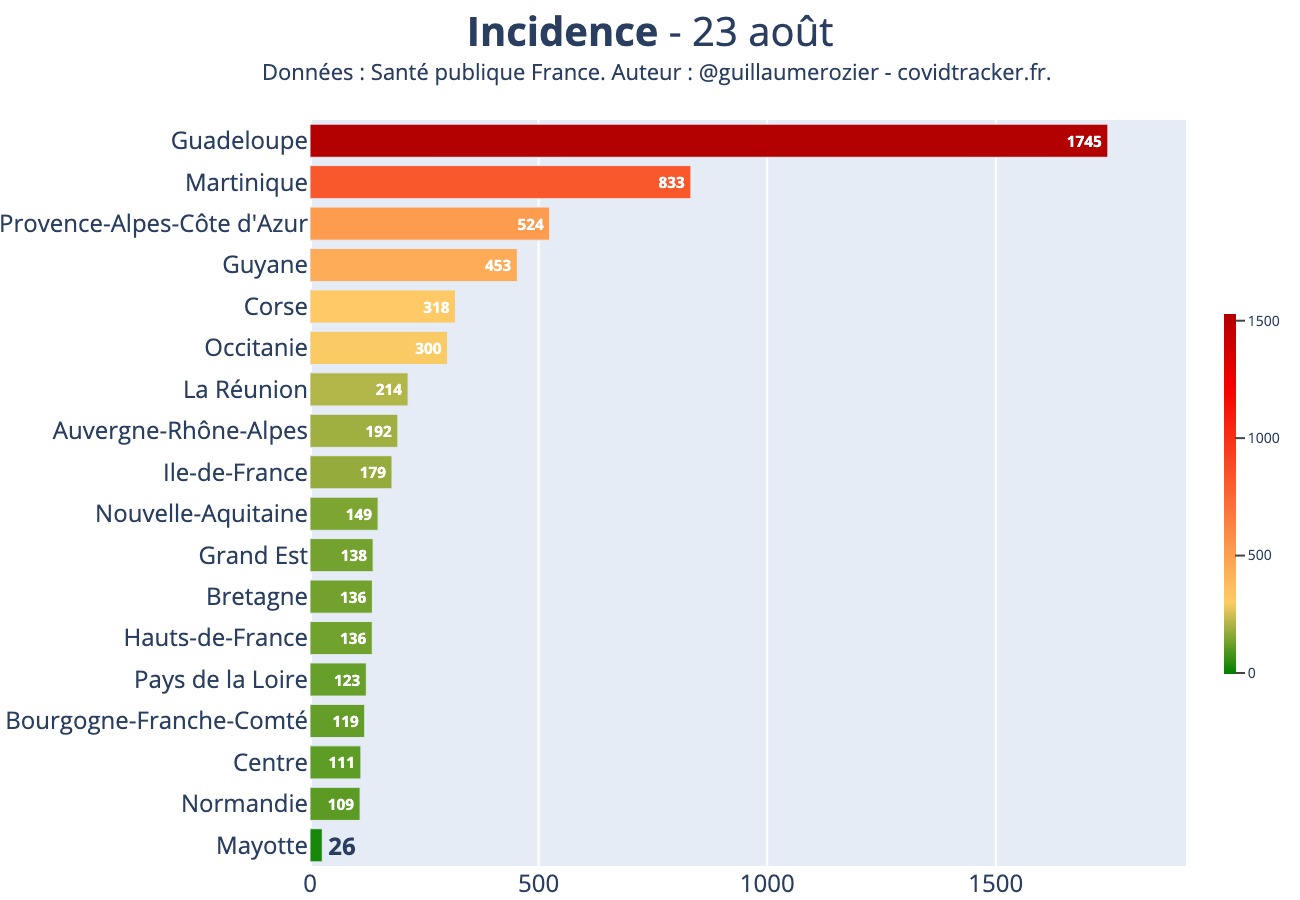 Incidence - 23 août
Données : Santé publique France. Auteur : @guillaumerozier - covidtracker.fr.
Guadeloupe 1745
Martinique 833
Provence-Alpes-Côte d'Azur 524
Guyane 453
Corse 318
Occitanie 300
La Réunion 214
Auvergne-Rhône-Alpes 192
Ile-de-France 179
Nouvelle-Aquitaine 149
Grand Est 138
Bretagne 136
Hauts-de-France 136
Pays de la Loire 123
Bourgogne-Franche-Comté 119
Centre 111
Normandie 109
Mayotte 26
0 500 1000 1500
1500
1000
500
0